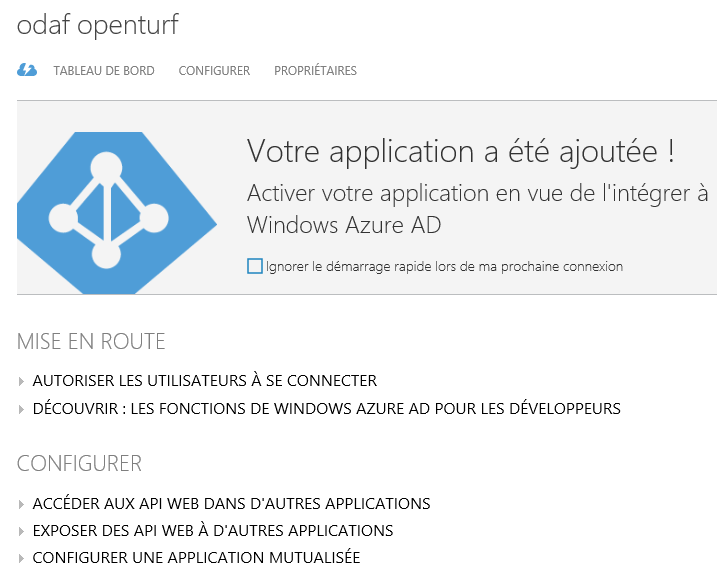 odaf openturf
TABLEAU DE BORD CONFIGURER PROPRIÉTAIRES
Votre application a été ajoutée !
Activer votre application en vue de l'intégrer à
Windows Azure AD
Ignorer le démarrage rapide lors de ma prochaine connexion
MISE EN ROUTE
AUTORISER LES UTILISATEURS À SE CONNECTER
DÉCOUVRIR : LES FONCTIONS DE WINDOWS AZURE AD POUR LES DÉVELOPPEURS
CONFIGURER
ACCÉDER AUX API WEB DANS D'AUTRES APPLICATIONS
EXPOSER DES API WEB À D'AUTRES APPLICATIONS
CONFIGURER UNE APPLICATION MUTUALISÉE